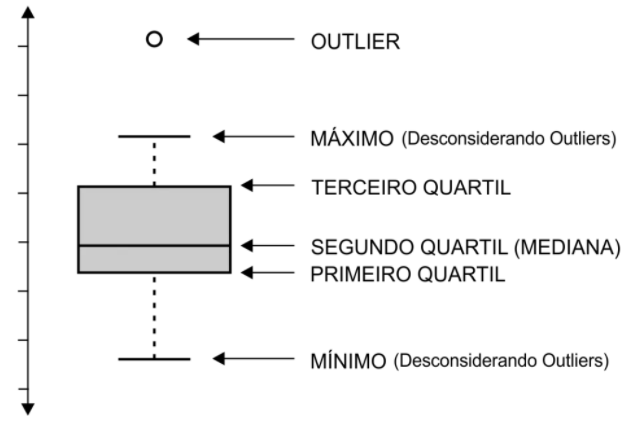 OUTLIER
MÁXIMO (Desconsiderando Outliers)
TERCEIRO QUARTIL
SEGUNDO QUARTIL (MEDIANA)
PRIMEIRO QUARTIL
MÍNIMO (Desconsiderando Outliers)